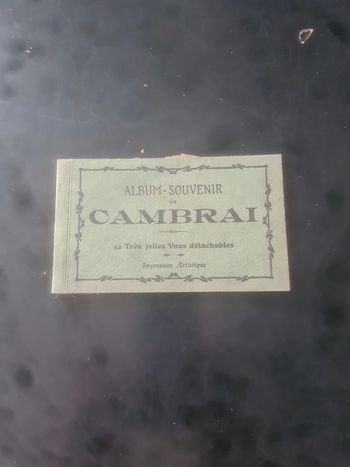 ALBUM-SOUVENIR
DE
CAMBRAI
12 Très jolies Vues détachables
Impression Artistique